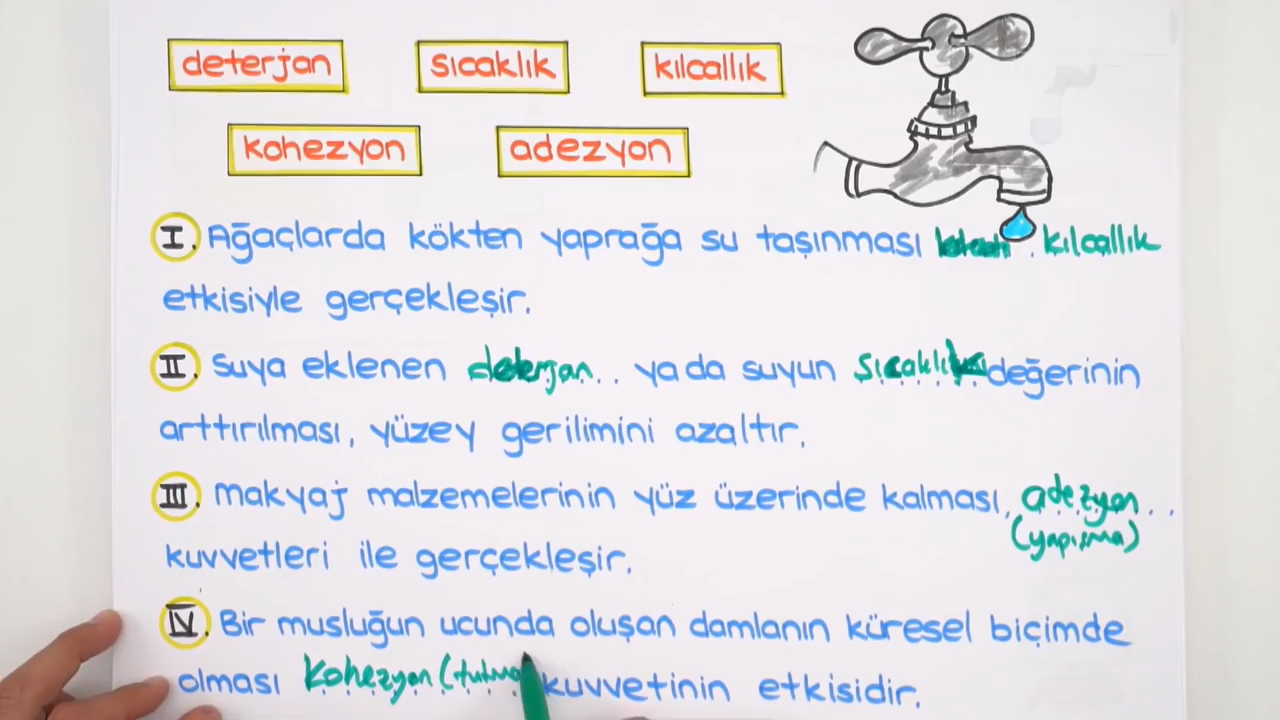 deterjan sıcaklık kılcallık
kohezyon adezyon
I. Ağaçlarda kökten yaprağa su taşınması kılcallık
etkisiyle gerçekleşir.
II. Suya eklenen deterjan.. ya da suyun sıcaklık değerinin
arttırılması, yüzey gerilimini azaltır.
III. Makyaj malzemelerinin yüz üzerinde kalması, adezyon..
(yapışma)
kuvvetleri ile gerçekleşir.
IV. Bir musluğun ucunda oluşan damlanın küresel biçimde
olması kohezyon (tutma kuvvetinin etkisidir.